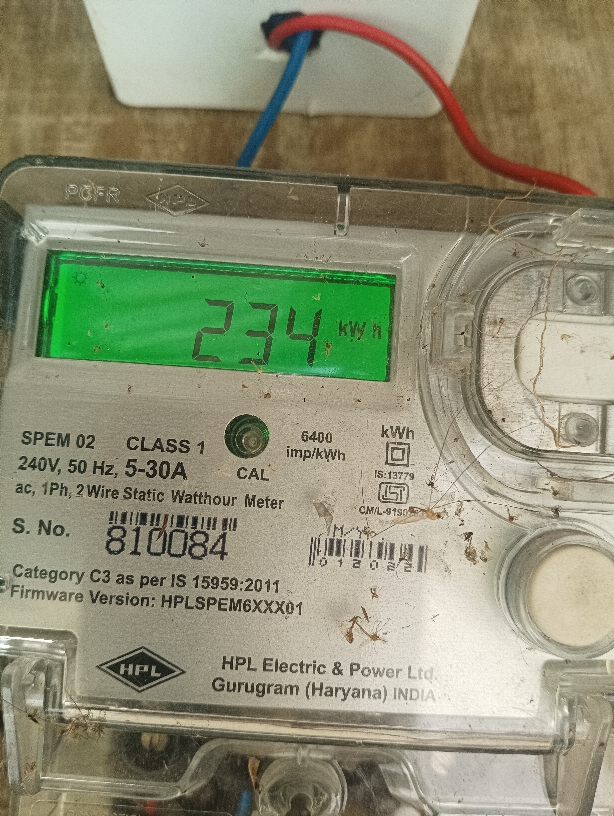 HPL
234 kWh
SPEM 02 CLASS 1
240V, 50 Hz, 5-30A
ac, 1Ph, 2 Wire Static Watthour Meter
CAL
6400
imp/kWh
kWh
IS:13779
S. No.
810084
Category C3 as per IS 15959:2011
Firmware Version: HPLSPEM6XXX01
HPL
HPL Electric & Power Ltd.
Gurugram (Haryana) INDIA